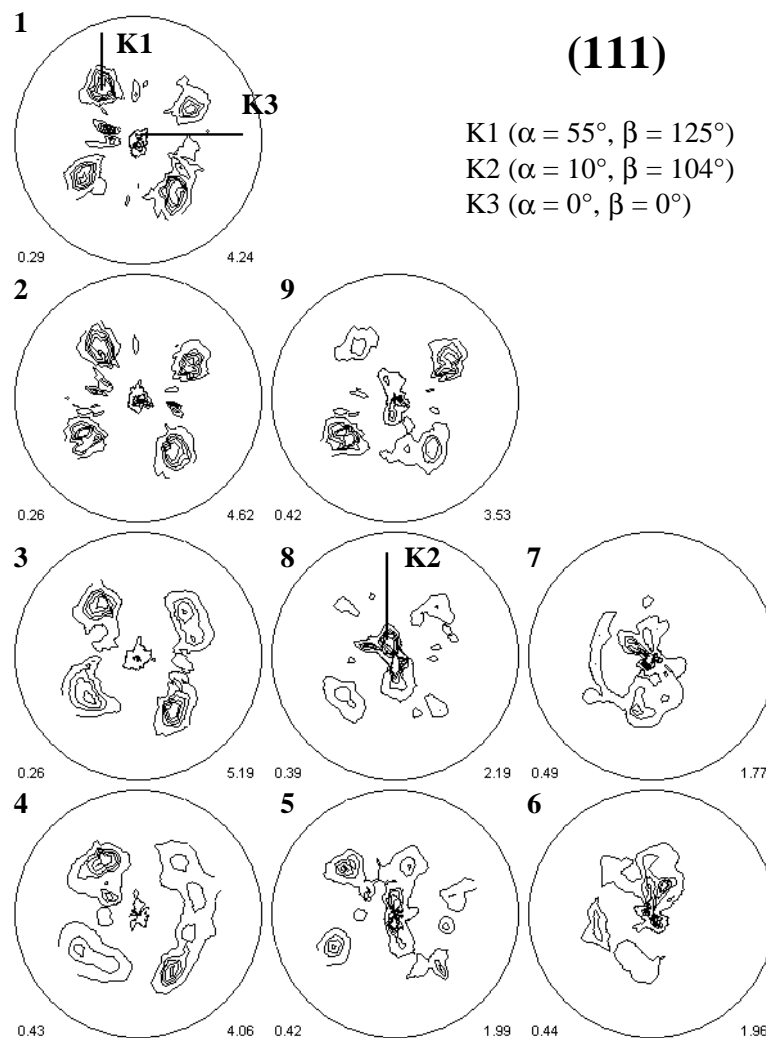 1
K1
(111)
K3
K1 (α = 55°, β = 125°)
K2 (α = 10°, β = 104°)
K3 (α = 0°, β = 0°)
0.29 4.24
2 9
0.26 4.62 0.42 3.53
3 8 K2 7
0.26 5.19 0.39 2.19 0.49 1.77
4 5 6
0.43 4.06 0.42 1.99 0.44 1.96